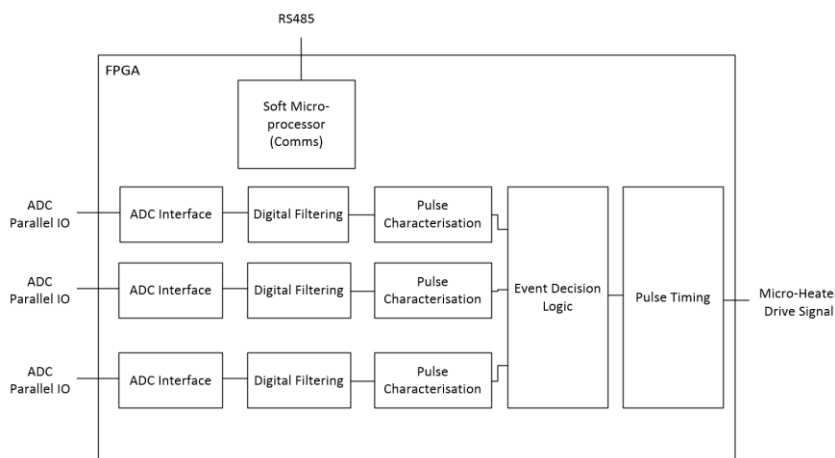 RS485
FPGA
Soft Micro-
processor
(Comms)
ADC
Parallel IO
ADC Interface
Digital Filtering
Pulse
Characterisation
ADC
Parallel IO
ADC Interface
Digital Filtering
Pulse
Characterisation
Event Decision
Logic
Pulse Timing
Micro-Heate
Drive Signal
ADC
Parallel IO
ADC Interface
Digital Filtering
Pulse
Characterisation